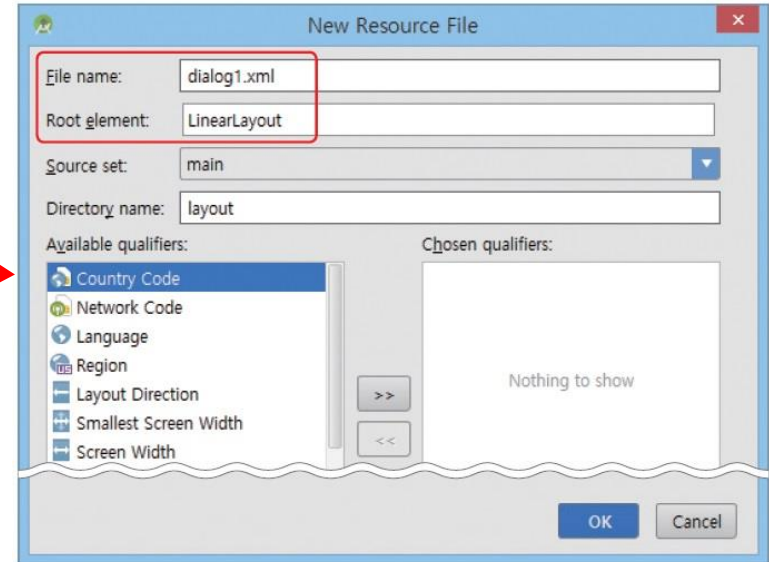 New Resource File
File name: dialog1.xml
Root element: LinearLayout
Source set: main
Directory name: layout
Available qualifiers: Chosen qualifiers:
Country Code
Network Code
Language
Region
Layout Direction
Smallest Screen Width
Screen Width
>>
<<
Nothing to show
OK Cancel